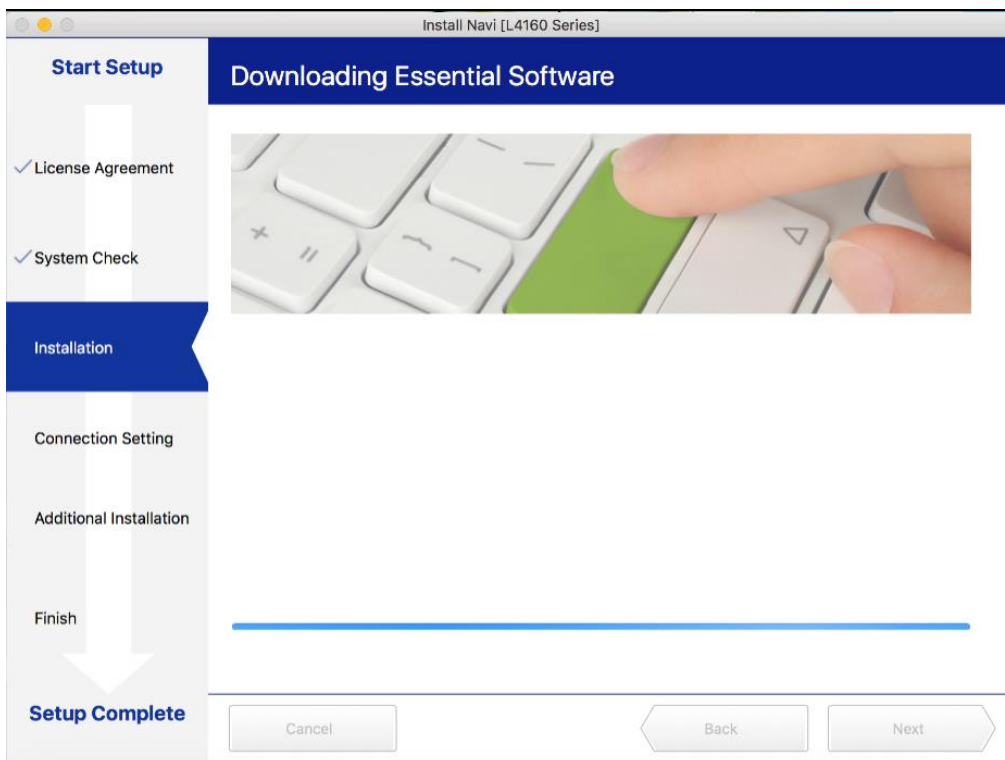 Install Navi [L4160 Series]
Start Setup
License Agreement
System Check
Installation
Connection Setting
Additional Installation
Finish
Setup Complete
Downloading Essential Software
Cancel
Back
Next